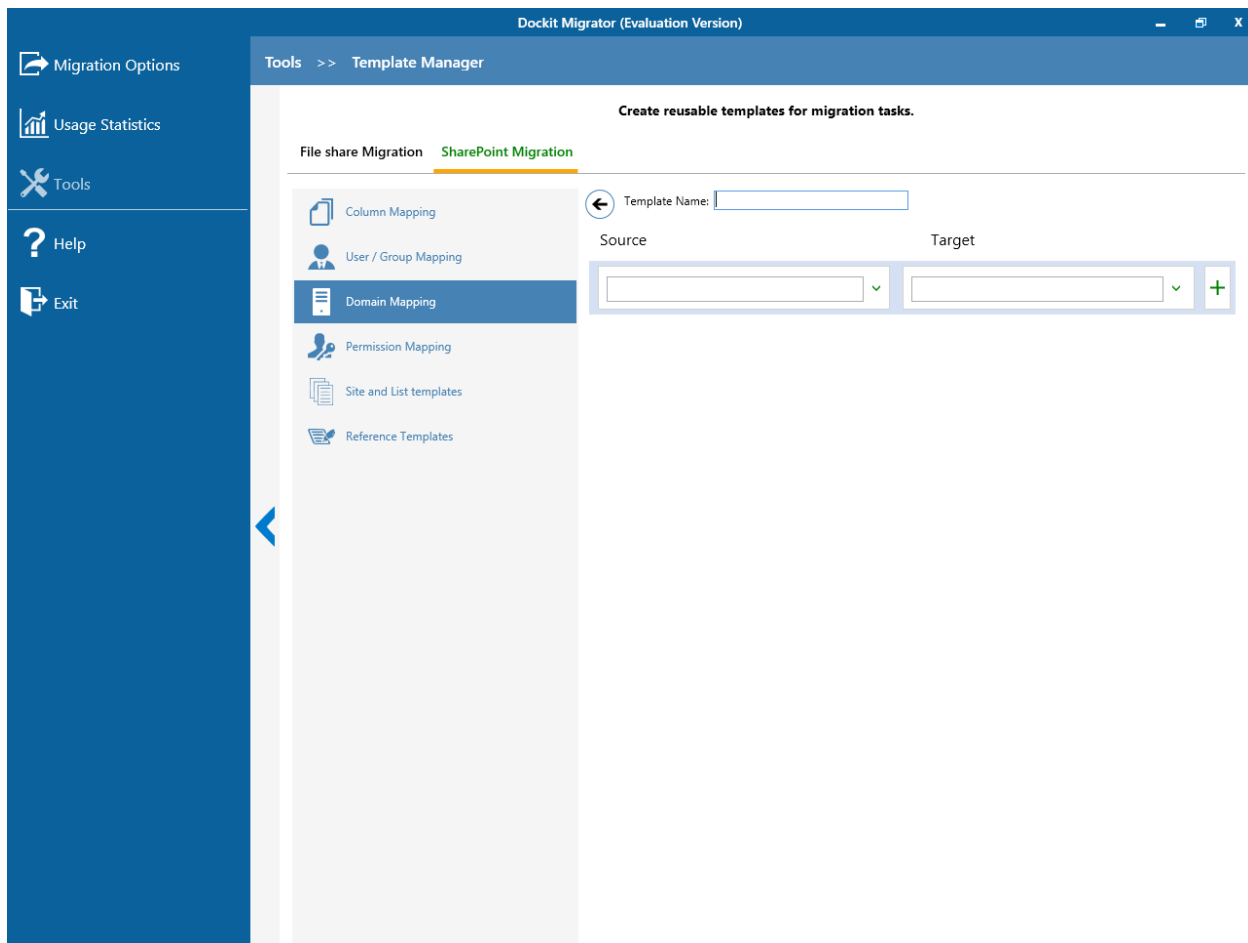 Dockit Migrator (Evaluation Version)
X
Migration Options
Usage Statistics
Tools
Help
Exit
Tools >> Template Manager
Create reusable templates for migration tasks.
File share Migration SharePoint Migration
Column Mapping
User / Group Mapping
Domain Mapping
Permission Mapping
Site and List templates
Reference Templates
Template Name:
Source Target